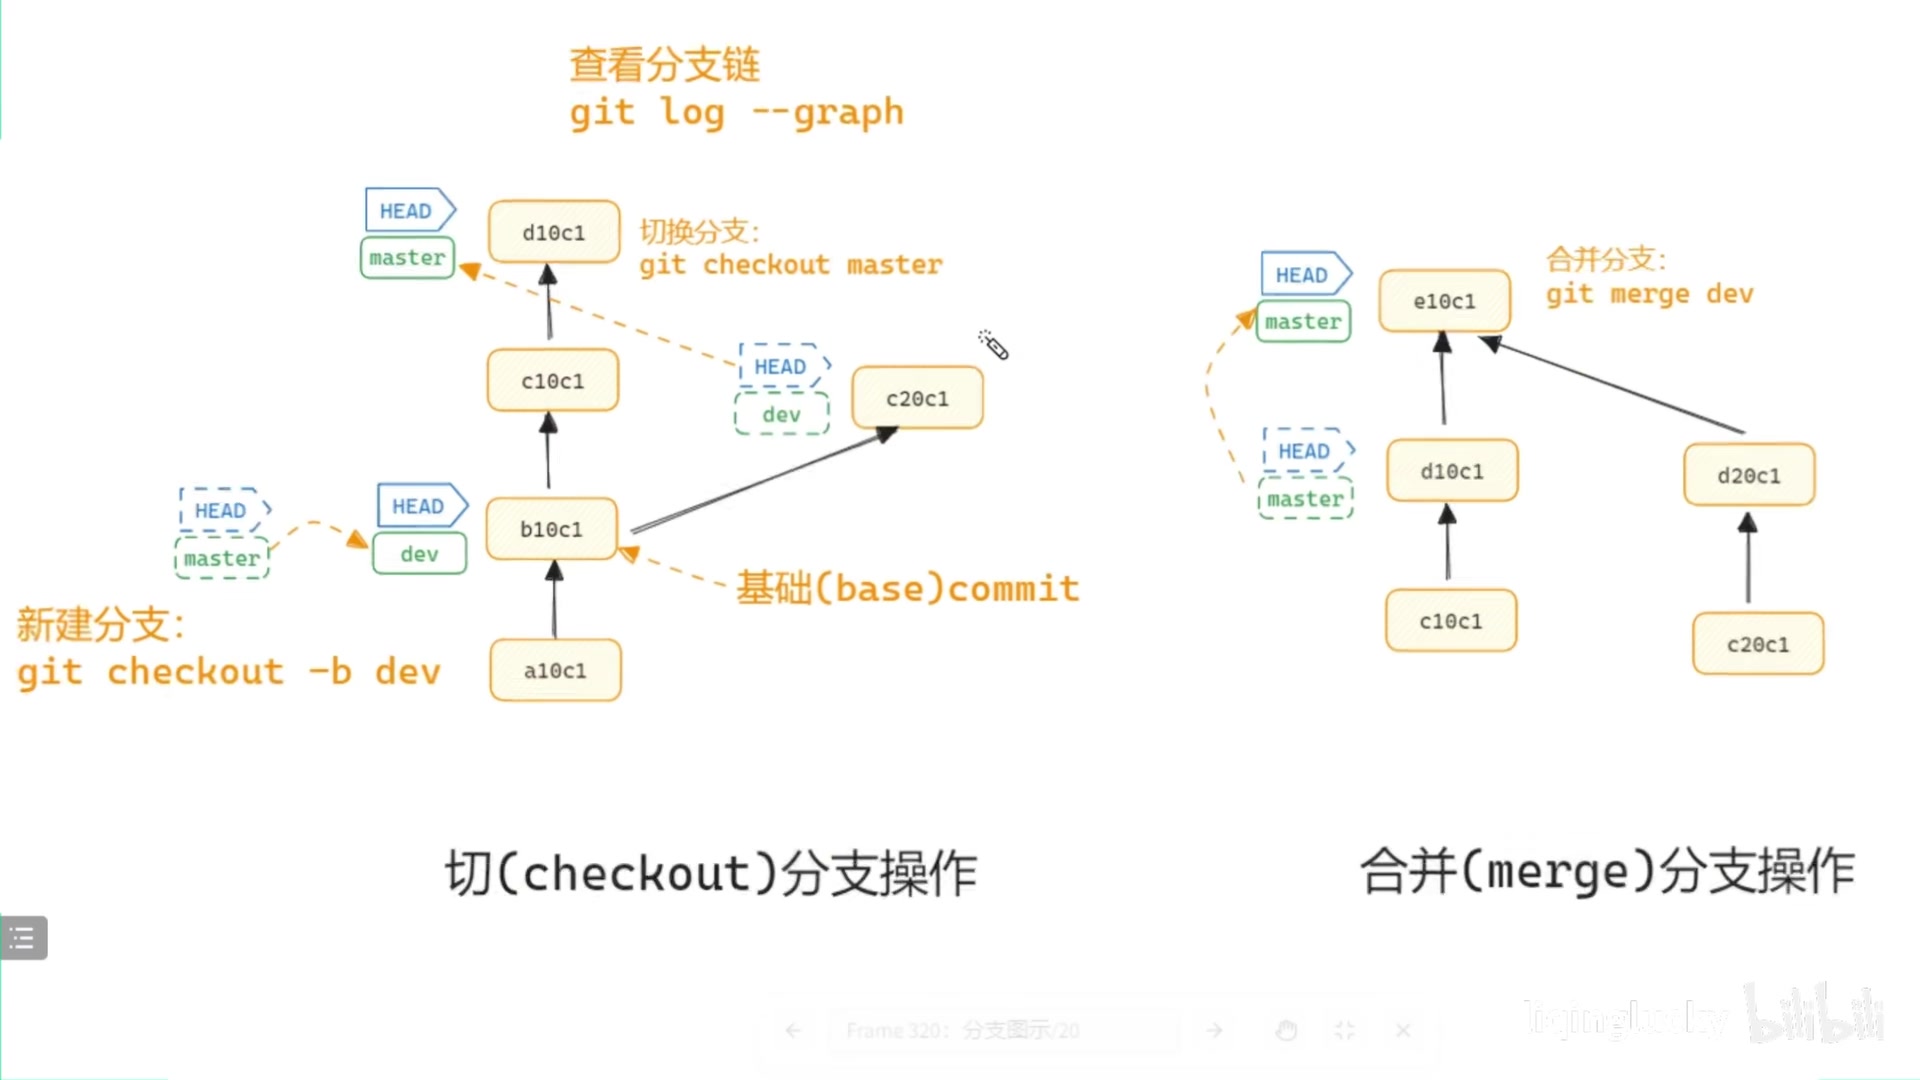 查看分支链
git log --graph
HEAD
master
d10c1
切换分支:
git checkout master
c10c1
HEAD
dev
c20c1
HEAD
master
HEAD
dev
b10c1
基础(base)commit
新建分支:
git checkout -b dev
a10c1
切(checkout)分支操作
HEAD
master
e10c1
合并分支:
git merge dev
HEAD
master
d10c1
d20c1
c10c1
c20c1
合并(merge)分支操作
Frame 320: 分支图示/20
liqinglucky bilibili